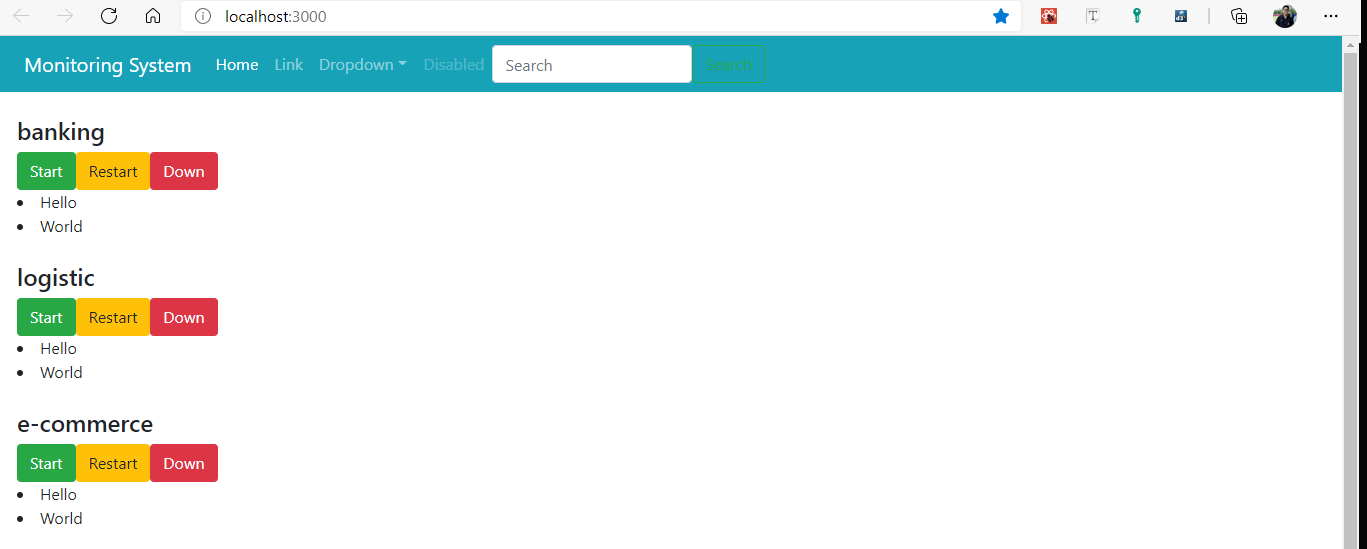 localhost:3000
Monitoring System Home Link Dropdown Disabled Search Search
banking
Start Restart Down
Hello
World
logistic
Start Restart Down
Hello
World
e-commerce
Start Restart Down
Hello
World